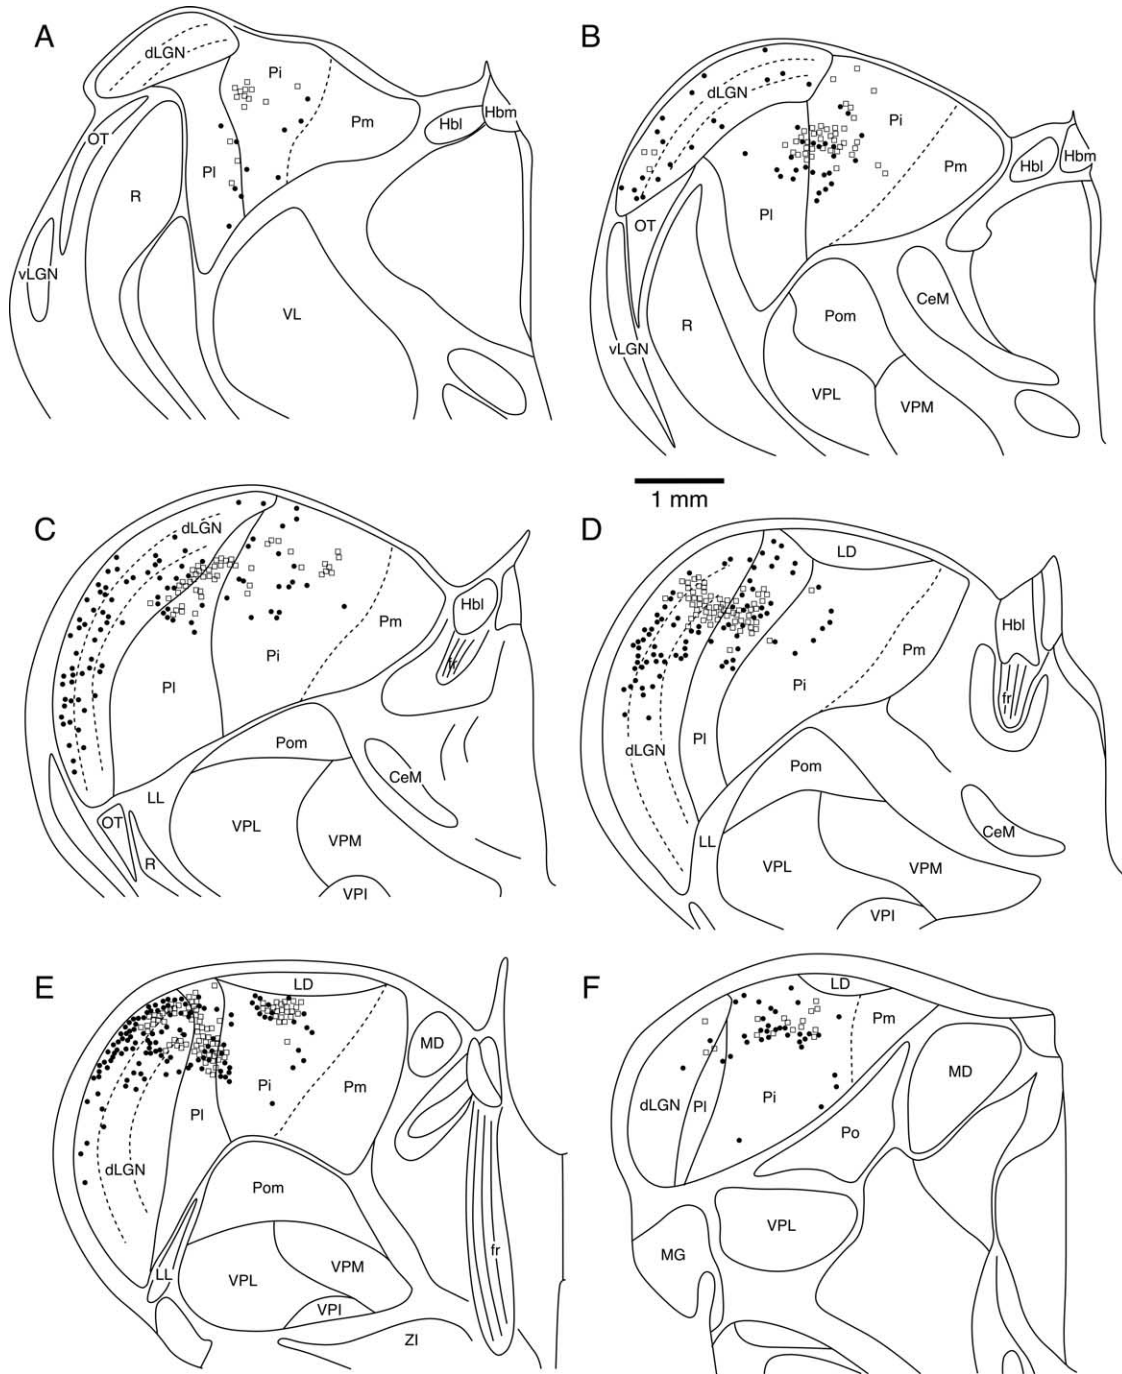 A
dLGN
Pi
Pm
Hbl
Hbm
OT
R
Pl
vLGN
VL
B
dLGN
Pi
Pm
Hbl
Hbm
OT
Pl
CeM
Pom
R
vLGN
VPL
VPM
1 mm
C
dLGN
Hbl
Pm
Pi
fr
Pl
Pom
CeM
LL
OT
VPL
VPM
R
VPI
D
LD
Hbl
Pm
Pi
fr
Pl
dLGN
Pom
CeM
LL
VPL
VPM
VPI
E
LD
MD
Pi
Pm
Pl
dLGN
Pom
fr
LL
VPL
VPM
VPI
ZI
F
LD
Pm
MD
dLGN
Pl
Pi
Po
VPL
MG